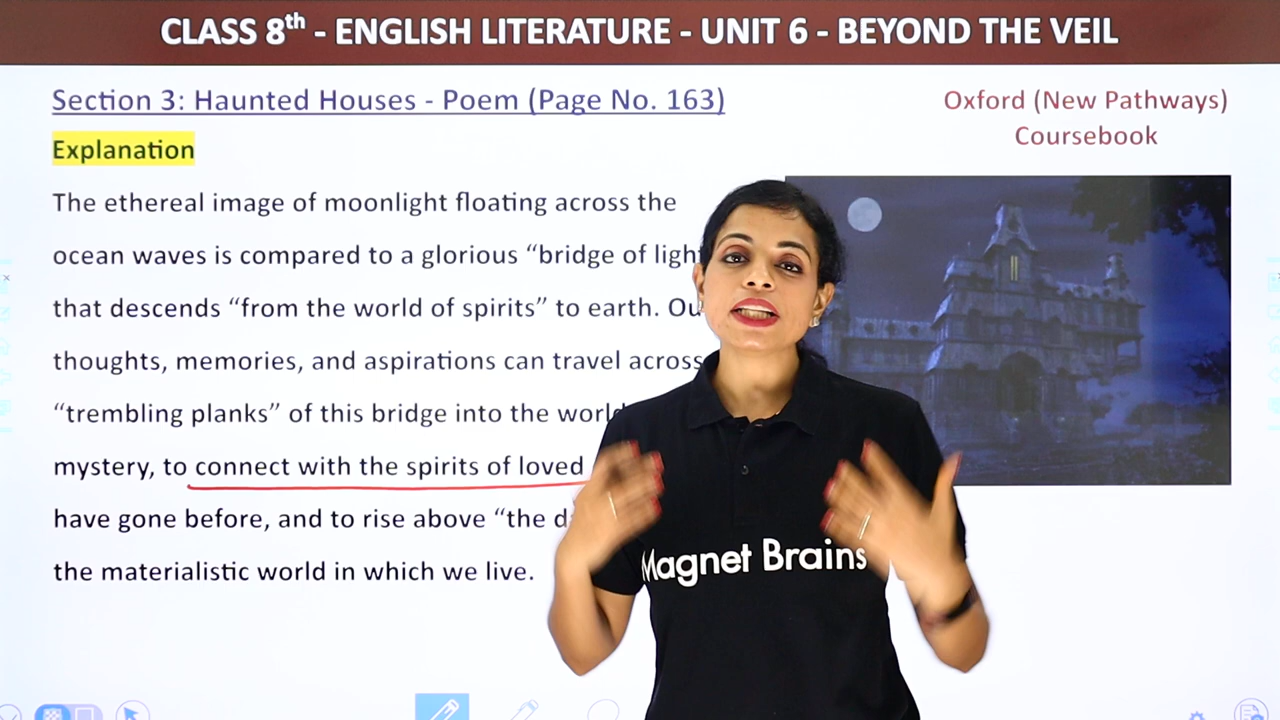 CLASS 8th - ENGLISH LITERATURE - UNIT 6 - BEYOND THE VEIL
Section 3: Haunted Houses - Poem (Page No. 163)
Oxford (New Pathways)
Coursebook
Explanation
The ethereal image of moonlight floating across the
ocean waves is compared to a glorious “bridge of light
that descends “from the world of spirits” to earth. Ou
thoughts, memories, and aspirations can travel across
“trembling planks” of this bridge into the world
mystery, to connect with the spirits of loved
have gone before, and to rise above “the d
the materialistic world in which we live.
Magnet Brains